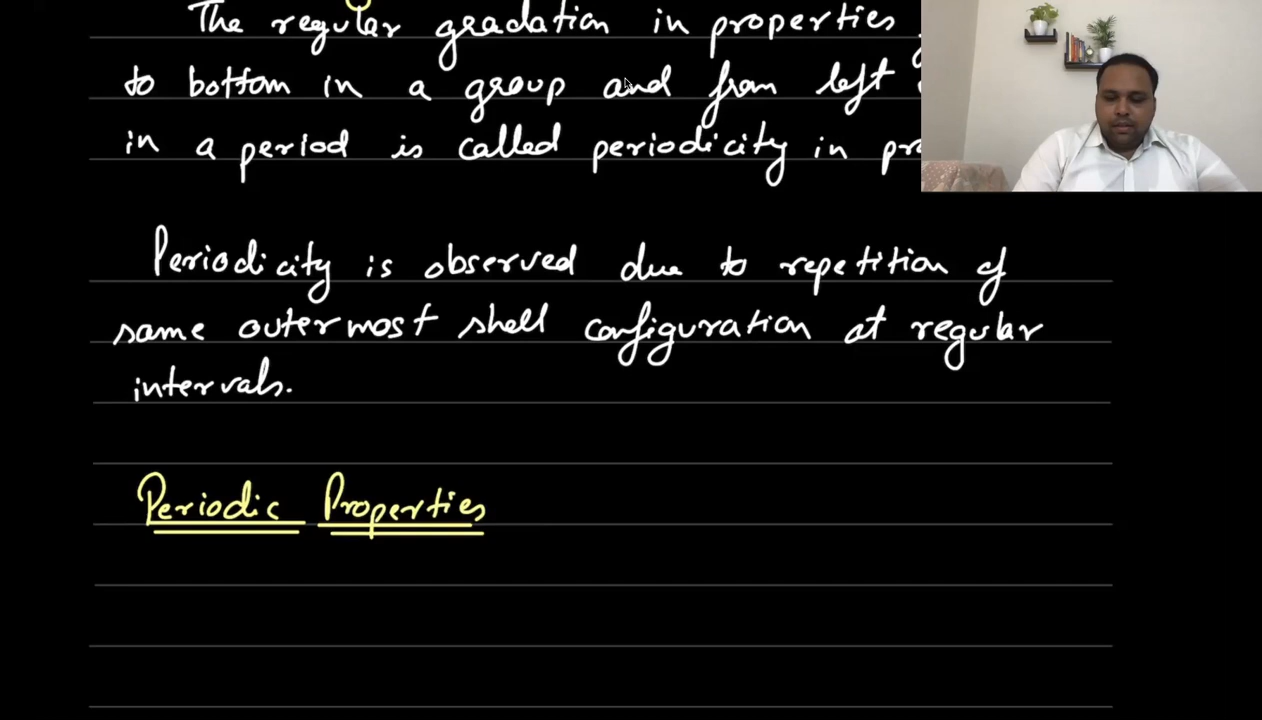 The regular gradation in properties
to bottom in a group and from left
in a period is called periodicity in
Periodicity is observed due to repetition of
same outermost shell configuration at regular
intervals.
Periodic Properties